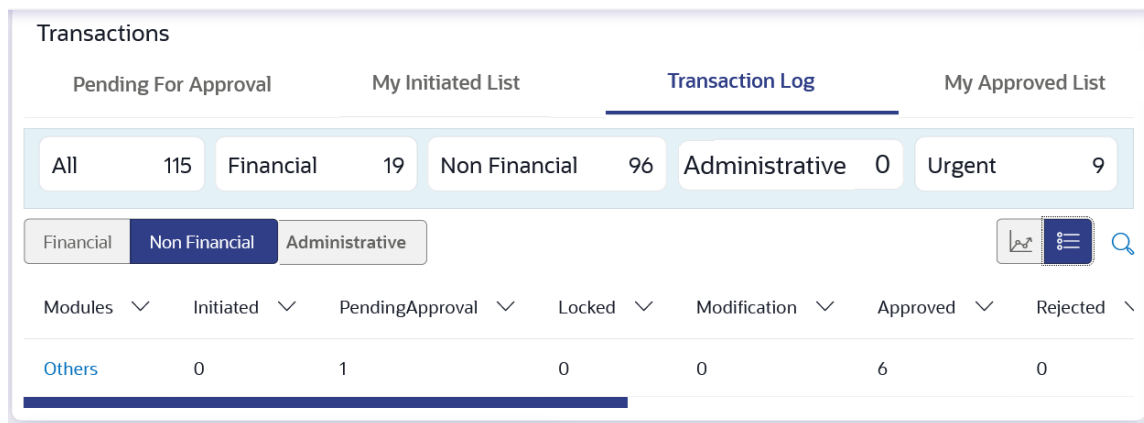 Transactions
Pending For Approval My Initiated List Transaction Log My Approved List
All 115 Financial 19 Non Financial 96 Administrative 0 Urgent 9
Financial Non Financial Administrative
Modules Initiated PendingApproval Locked Modification Approved Rejected
Others 0 1 0 0 6 0